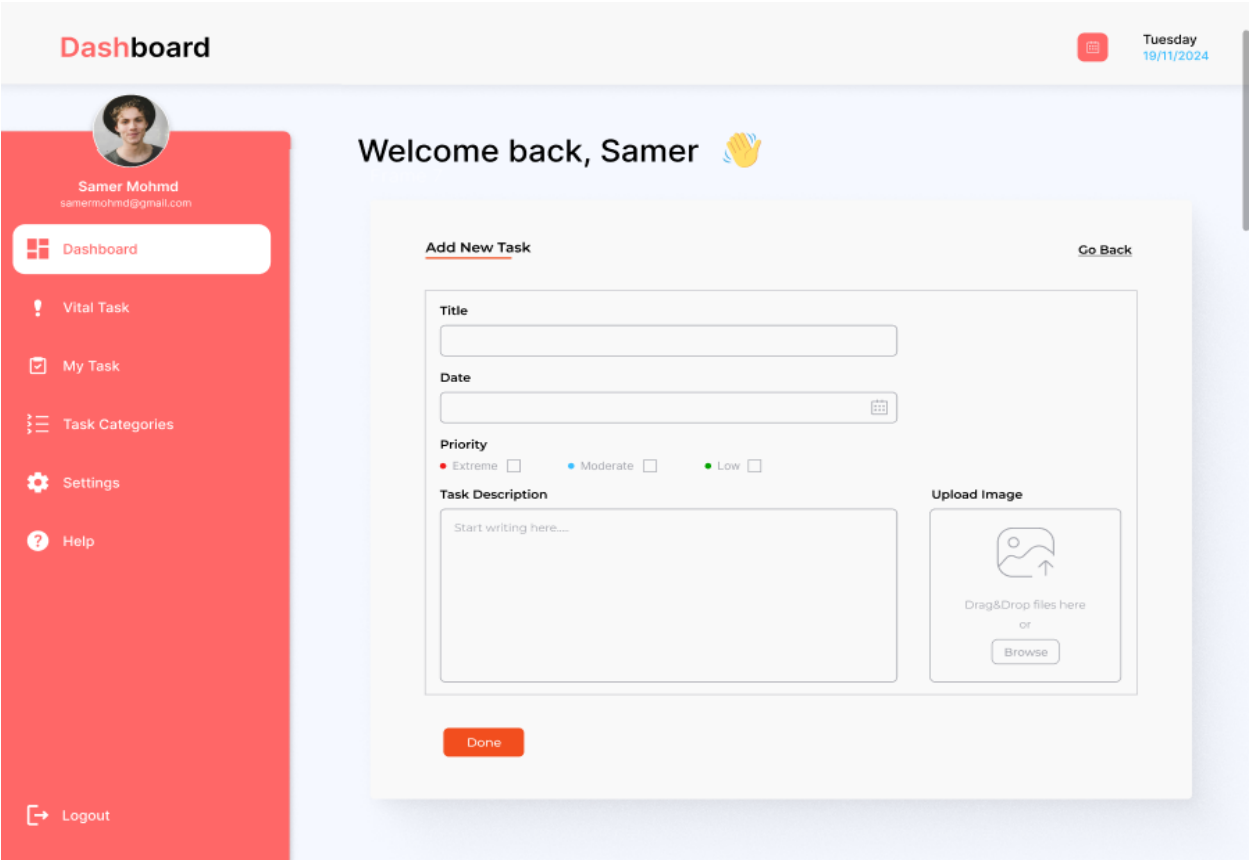 Dashboard
Tuesday
19/11/2024
Samer Mohmd
samermohmd@gmail.com
Dashboard
Vital Task
My Task
Task Categories
Settings
Help
Logout
Welcome back, Samer
Add New Task
Go Back
Title
Date
Priority
Extreme
Moderate
Low
Task Description
Start writing here.....
Upload Image
Drag&Drop files here
or
Browse
Done